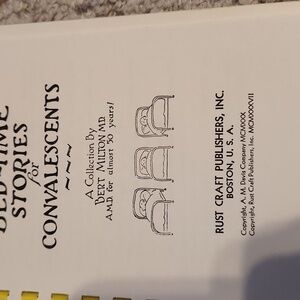 BED-TIME
STORIES
for
CONVALESCENTS
~ ~ ~
A Collection By
BERT MILTON MD
A.M.D. for almost 50 years!
RUST CRAFT PUBLISHERS, INC.
BOSTON, U. S. A.
Copyright, A. M. Davis Company MCMXXX
Copyright, Rust Craft Publishers, Inc. MCMXXXVII